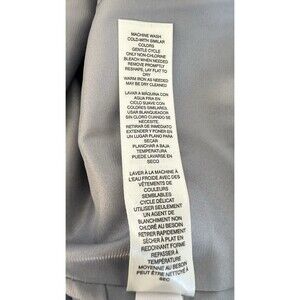 MACHINE WASH
COLD-WITH SIMILAR
COLORS
GENTLE CYCLE
ONLY NON-CHLORINE
BLEACH WHEN NEEDED
REMOVE PROMPTLY
RESHAPE, LAY FLAT TO
DRY
WARM IRON AS NEEDED
MAY BE DRY CLEANED
LAVAR A MÁQUINA CON
AGUA FRIA EN
CICLO SUAVE CON
COLORES SIMILARES.
USAR BLANQUEADOR
SIN CLORO CUANDO SE
NECESITE.
RETIRAR DE INMEDIATO
EXTENDER Y PONER EN
UN LUGAR PLANO PARA
SECAR
PLANCHAR A BAJA
TEMPERATURA
PUEDE LAVARSE EN
SECO
LAVER À LA MACHINE À
L'EAU FROIDE AVEC DES
VÊTEMENTS DE
COULEURS
SEMBLABLES
CYCLE DÉLICAT
UTILISER SEULEMENT
UN AGENT DE
BLANCHIMENT NON
CHLORÉ AU BESOIN
RETIRER RAPIDEMENT
SÉCHER À PLAT EN
REDONNANT FORME
REPASSER À
TEMPÉRATURE
MOYENNE AU BESOIN
PEUT ÊTRE NETTOYÉ À
SEC